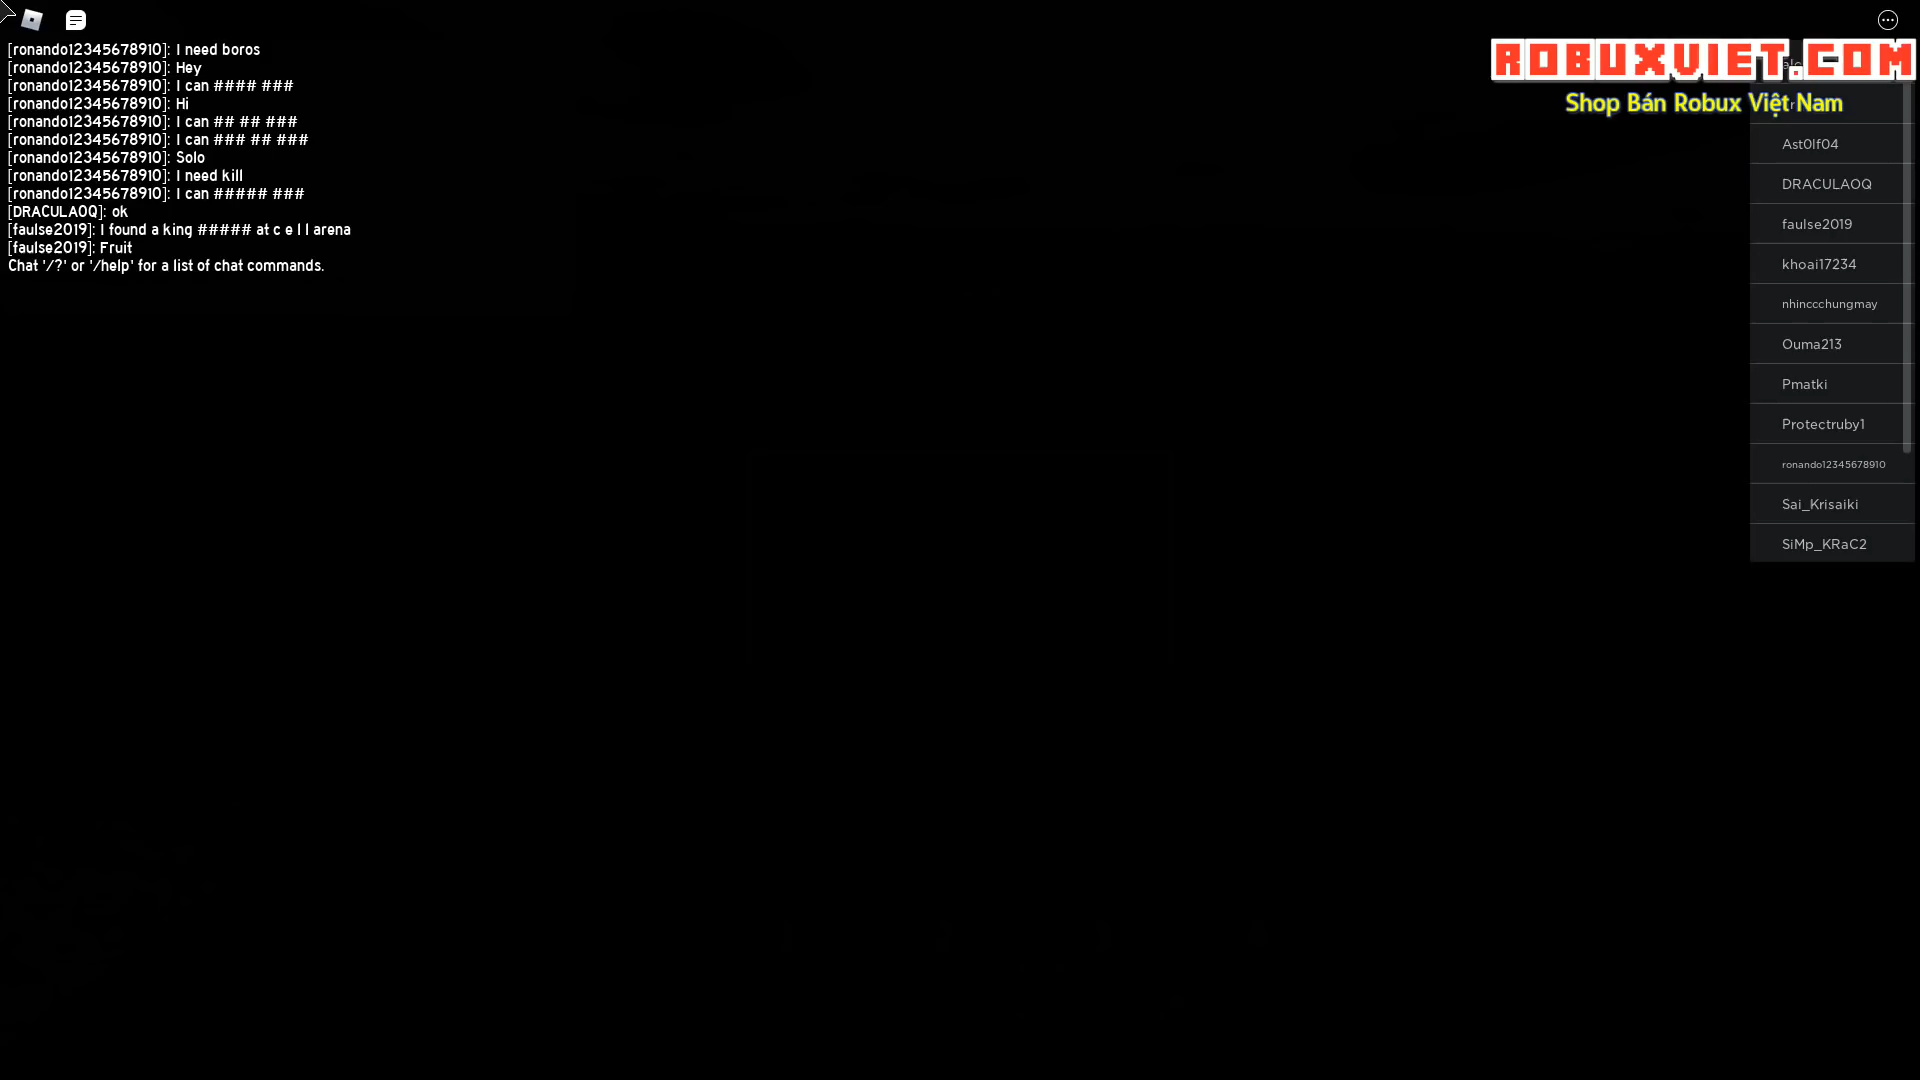 [ronando12345678910]: I need boros
[ronando12345678910]: Hey
[ronando12345678910]: I can #### ###
[ronando12345678910]: Hi
[ronando12345678910]: I can ## ## ###
[ronando12345678910]: I can ### ## ###
[ronando12345678910]: Solo
[ronando12345678910]: I need kill
[ronando12345678910]: I can ##### ###
[DRACULAOQ]: ok
[faulse2019]: I found a king ##### at c e l l arena
[faulse2019]: Fruit
Chat '/?' or '/help' for a list of chat commands.
ROBUXVIET.COM
Shop Bán Robux Việt Nam
Ast0lf04
DRACULAOQ
faulse2019
khoai17234
nhinccchungmay
Ouma213
Pmatki
Protectruby1
ronando12345678910
Sai_Krisaiki
SiMp_KRaC2